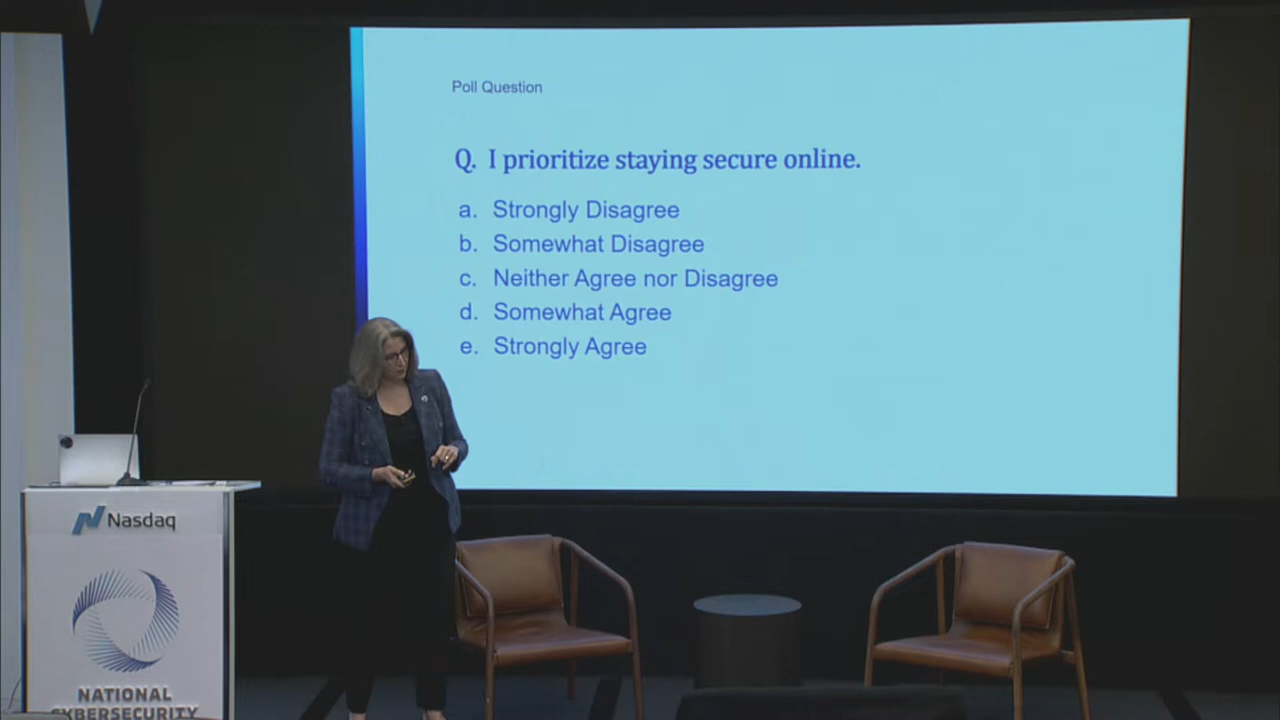 Poll Question
Q. I prioritize staying secure online.
a. Strongly Disagree
b. Somewhat Disagree
c. Neither Agree nor Disagree
d. Somewhat Agree
e. Strongly Agree
Nasdaq
NATIONAL
CYBERSECURITY